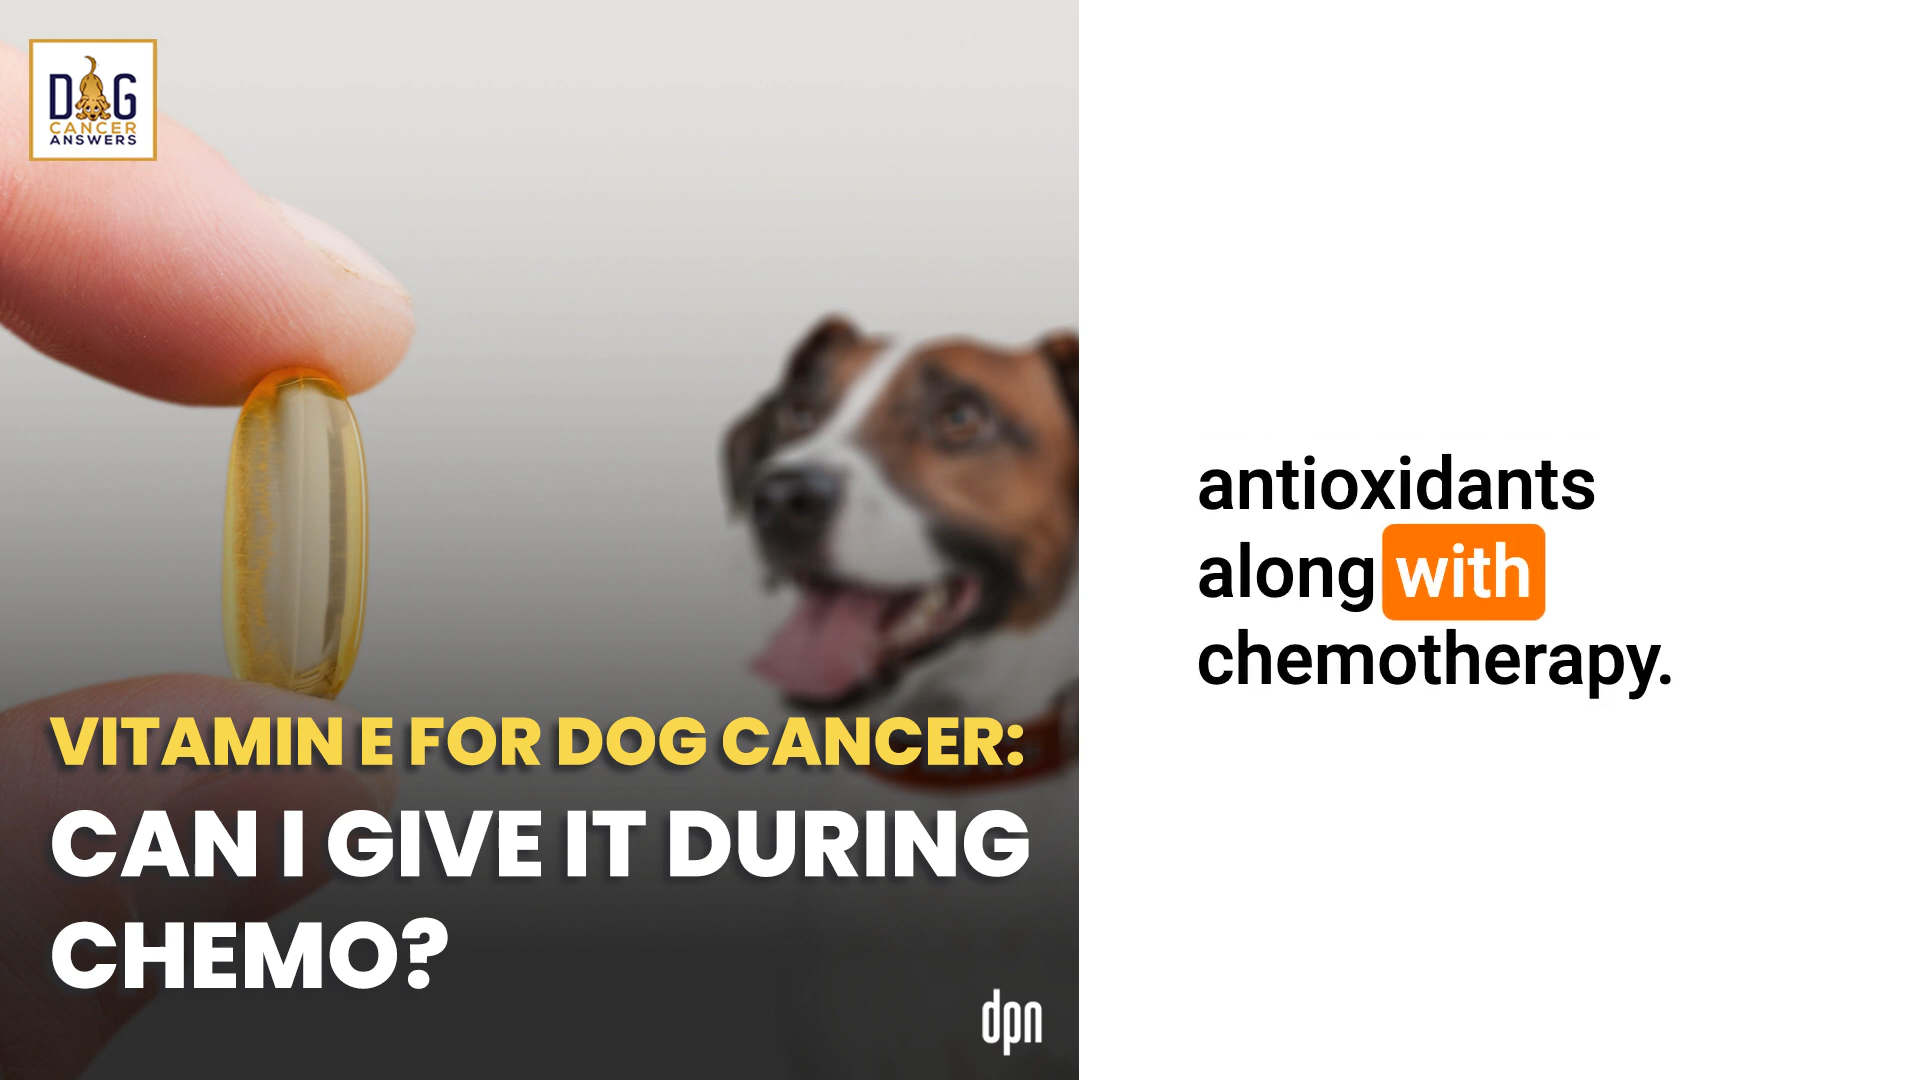 DOG
CANCER
ANSWERS
VITAMIN E FOR DOG CANCER:
CAN I GIVE IT DURING
CHEMO?
dpn
antioxidants
along with
chemotherapy.